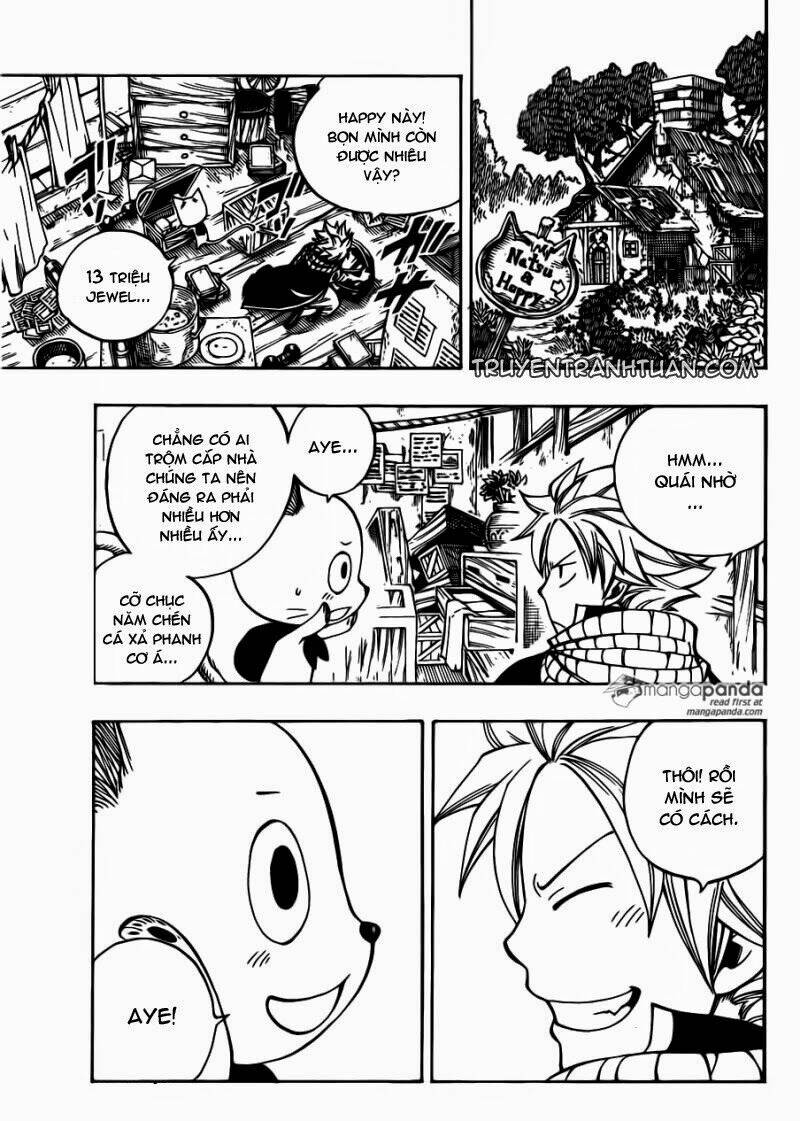 Natsu
&
Happy
TRUYENTRANHTUAN.COM
HAPPY NÀY!
BỌN MÌNH CÒN
ĐƯỢC NHIÊU
VẬY?
13 TRIỆU
JEWEL...
HMM...
QUÁI NHỜ
...
AYE...
CHẲNG CÓ AI
TRỘM CẮP NHÀ
CHÚNG TA NÊN
ĐÁNG RA PHẢI
NHIỀU HƠN
NHIỀU ẤY...
CỠ CHỤC
NĂM CHÉN
CÁ XẢ PHANH
CƠ Á...
mangapanda
read first at
mangapanda.com
THÔI! RỒI
MÌNH SẼ
CÓ CÁCH.
AYE!